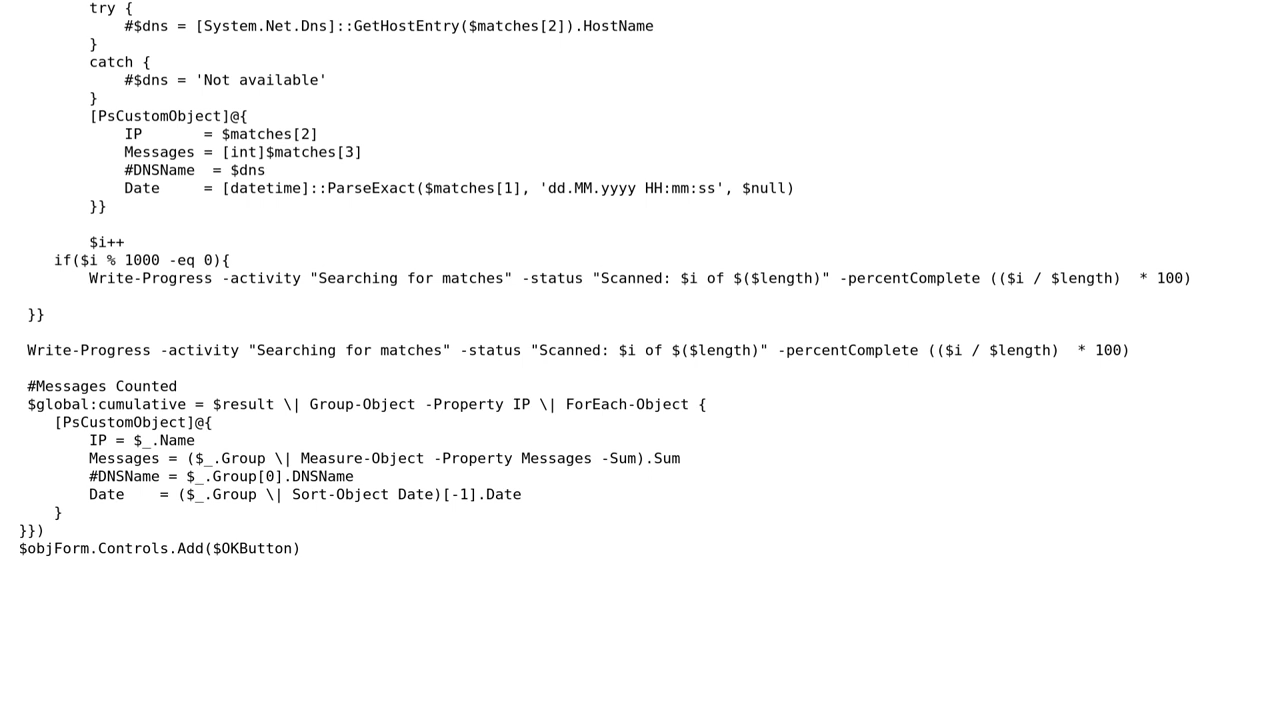 try {
            #$dns = [System.Net.Dns]::GetHostEntry($matches[2]).HostName
        }
        catch {
            #$dns = 'Not available'
        }
        [PsCustomObject]@{
            IP       = $matches[2]
            Messages = [int]$matches[3]
            #DNSName  = $dns
            Date     = [datetime]::ParseExact($matches[1], 'dd.MM.yyyy HH:mm:ss', $null)
        }}

        $i++
    if($i % 1000 -eq 0){
        Write-Progress -activity "Searching for matches" -status "Scanned: $i of $($length)" -percentComplete (($i / $length)  * 100)

 }}

 Write-Progress -activity "Searching for matches" -status "Scanned: $i of $($length)" -percentComplete (($i / $length)  * 100)

 #Messages Counted
 $global:cumulative = $result \| Group-Object -Property IP \| ForEach-Object {
    [PsCustomObject]@{
        IP = $_.Name
        Messages = ($_.Group \| Measure-Object -Property Messages -Sum).Sum
        #DNSName = $_.Group[0].DNSName
        Date    = ($_.Group \| Sort-Object Date)[-1].Date
    }
}})
$objForm.Controls.Add($OKButton)